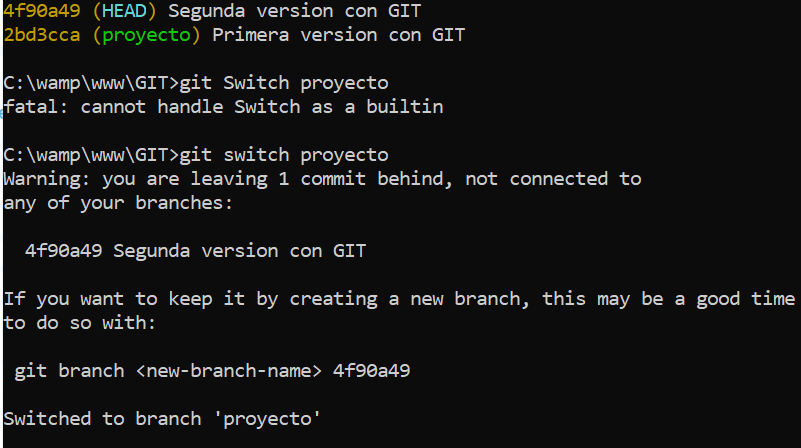 4f90a49 (HEAD) Segunda version con GIT
2bd3cca (proyecto) Primera version con GIT
C:\wamp\www\GIT>git Switch proyecto
fatal: cannot handle Switch as a builtin
C:\wamp\www\GIT>git switch proyecto
Warning: you are leaving 1 commit behind, not connected to
any of your branches:
4f90a49 Segunda version con GIT
If you want to keep it by creating a new branch, this may be a good time
to do so with:
git branch <new-branch-name> 4f90a49
Switched to branch 'proyecto'